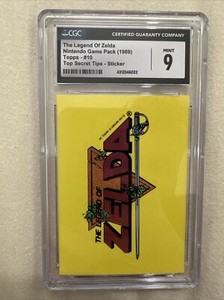 CGC
CERTIFIED GUARANTY COMPANY
The Legend Of Zelda
Nintendo Game Pack (1989)
Topps - #10
Top Secret Tips - Sticker
MINT
9
THE LEGEND OF
ZELDA